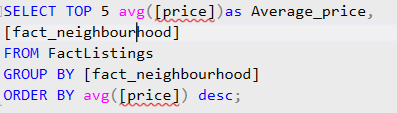 SELECT TOP 5 avg([price])as Average_price,
[fact_neighbourhood]
FROM FactListings
GROUP BY [fact_neighbourhood]
ORDER BY avg([price]) desc;